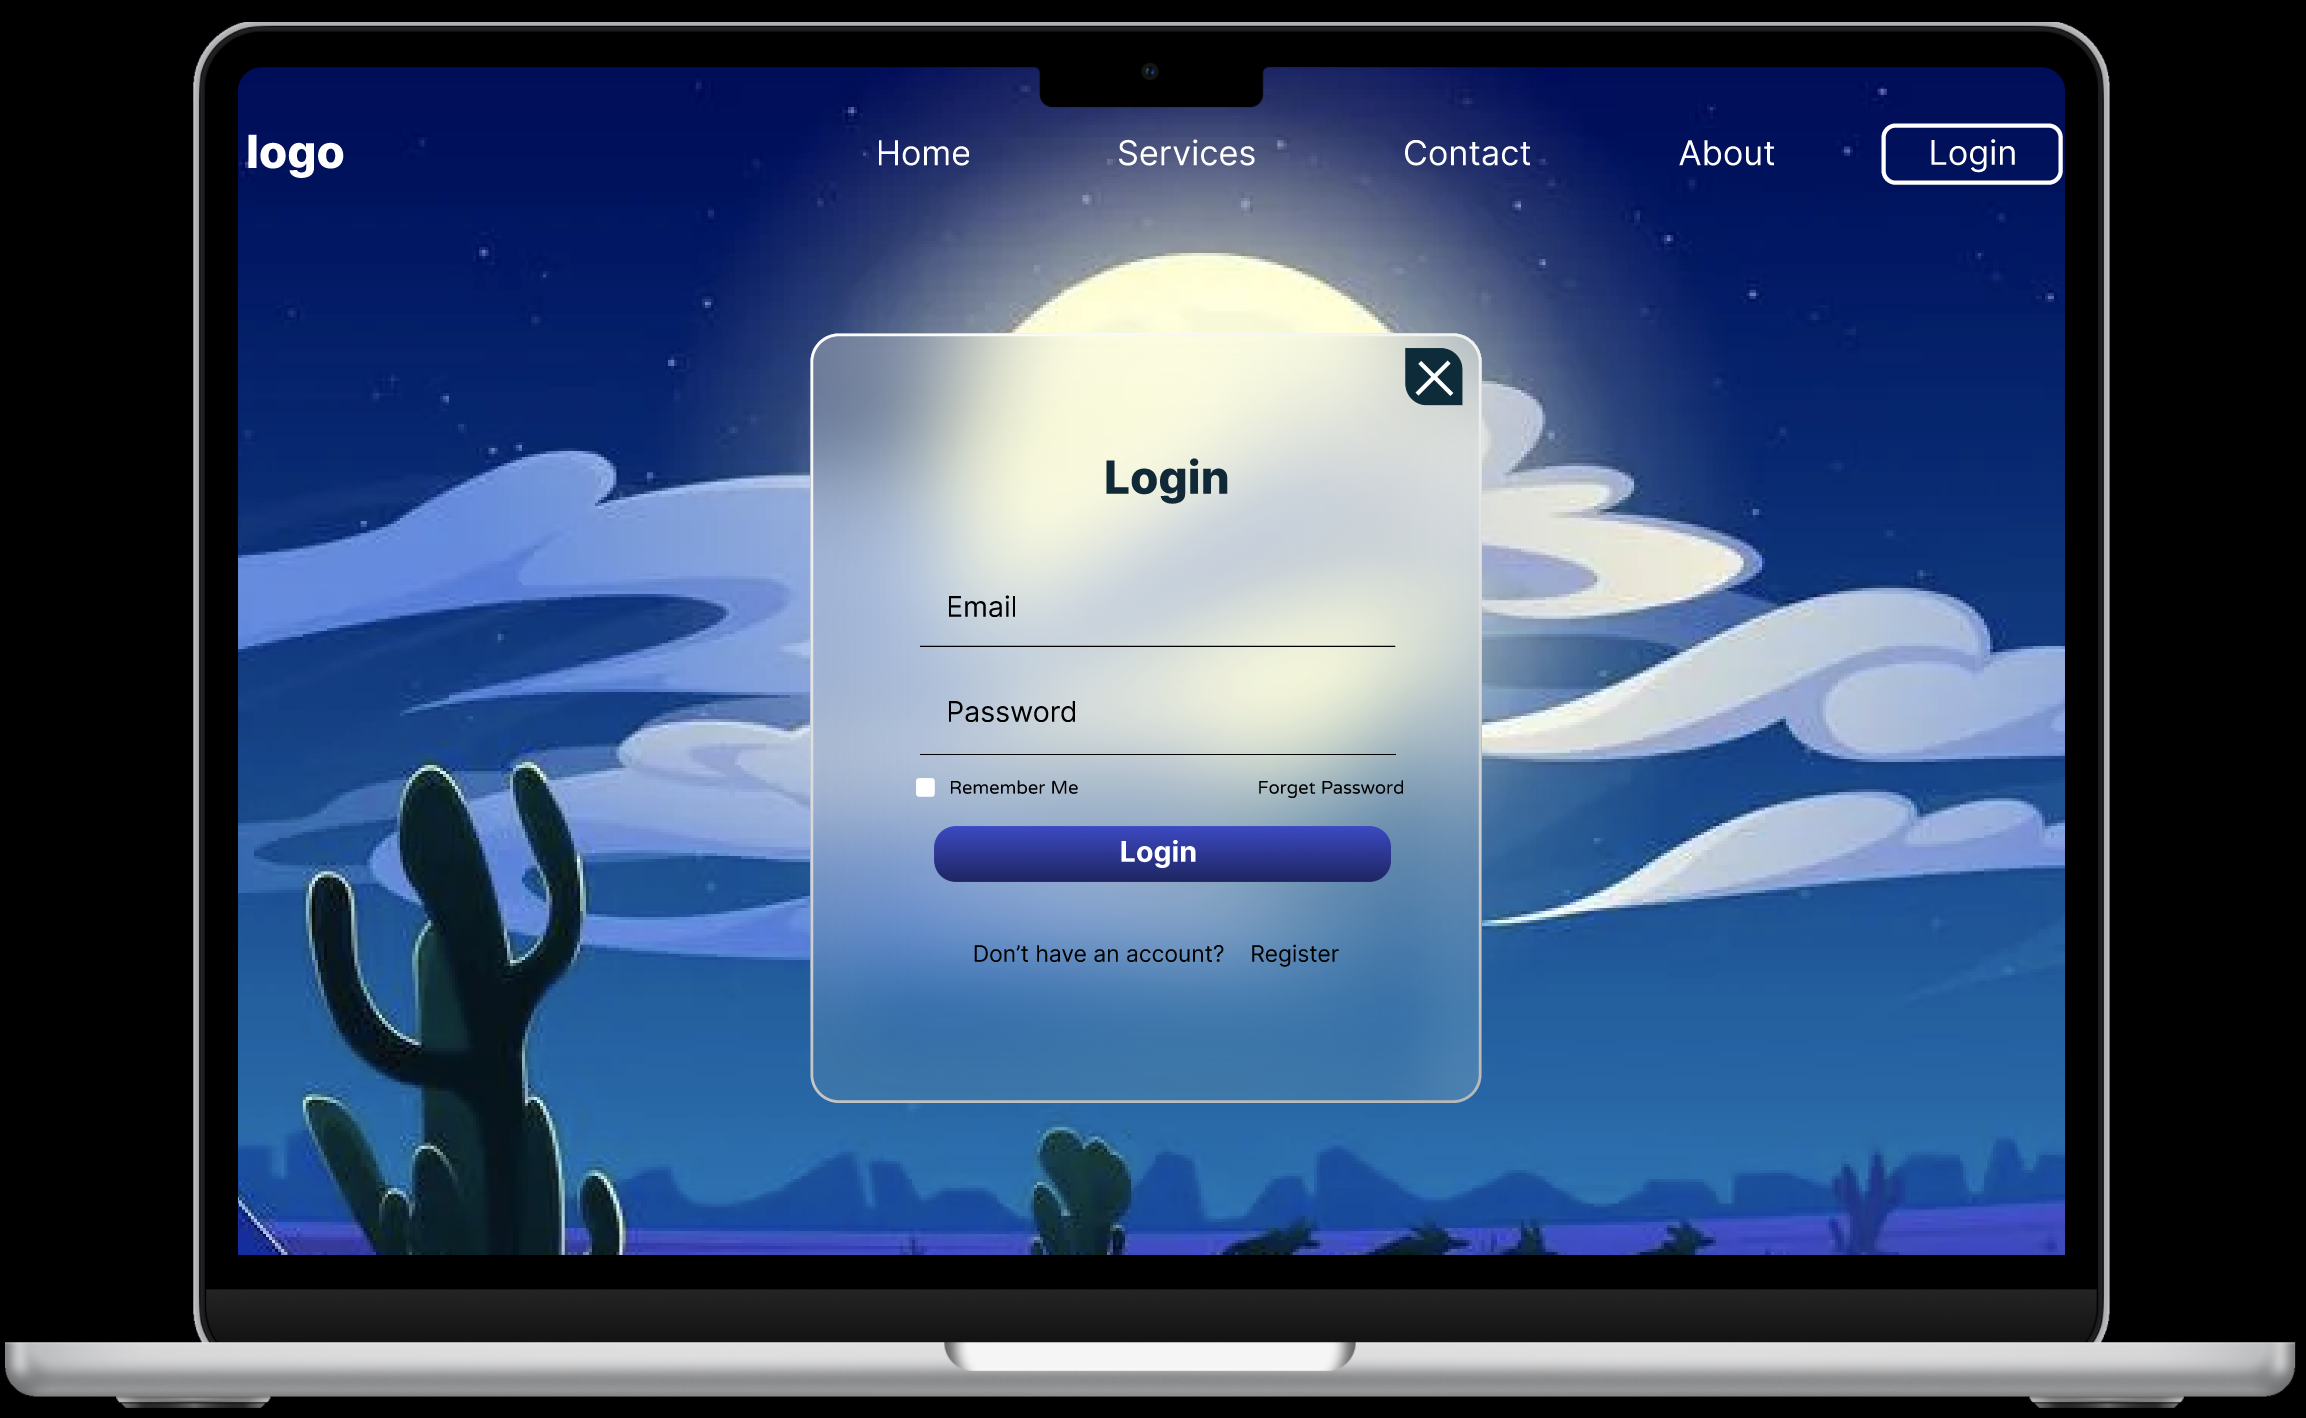 logo
Home Services Contact About Login
Login
Email
Password
Remember Me Forget Password
Login
Don't have an account? Register